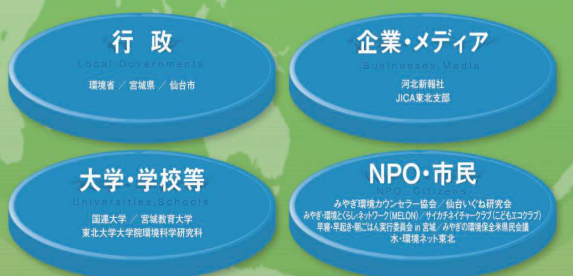 行 政
Local Governments
環境省 ／ 宮城県 ／ 仙台市
企業・メディア
Businesses,Media
河北新報社
JICA東北支部
大学・学校等
Universities,Schools
国連大学 ／ 宮城教育大学
東北大学大学院環境科学研究科
NPO・市民
NPO・Citizens
みやぎ環境カウンセラー協会／仙台いぐね研究会
みやぎ・環境とくらし・ネットワーク(MELON)／サイカチネイチャークラブ(こどもエコクラブ)
早寝・早起き・朝ごはん実行委員会 in 宮城／みやぎの環境保全米県民会議
水・環境ネット東北